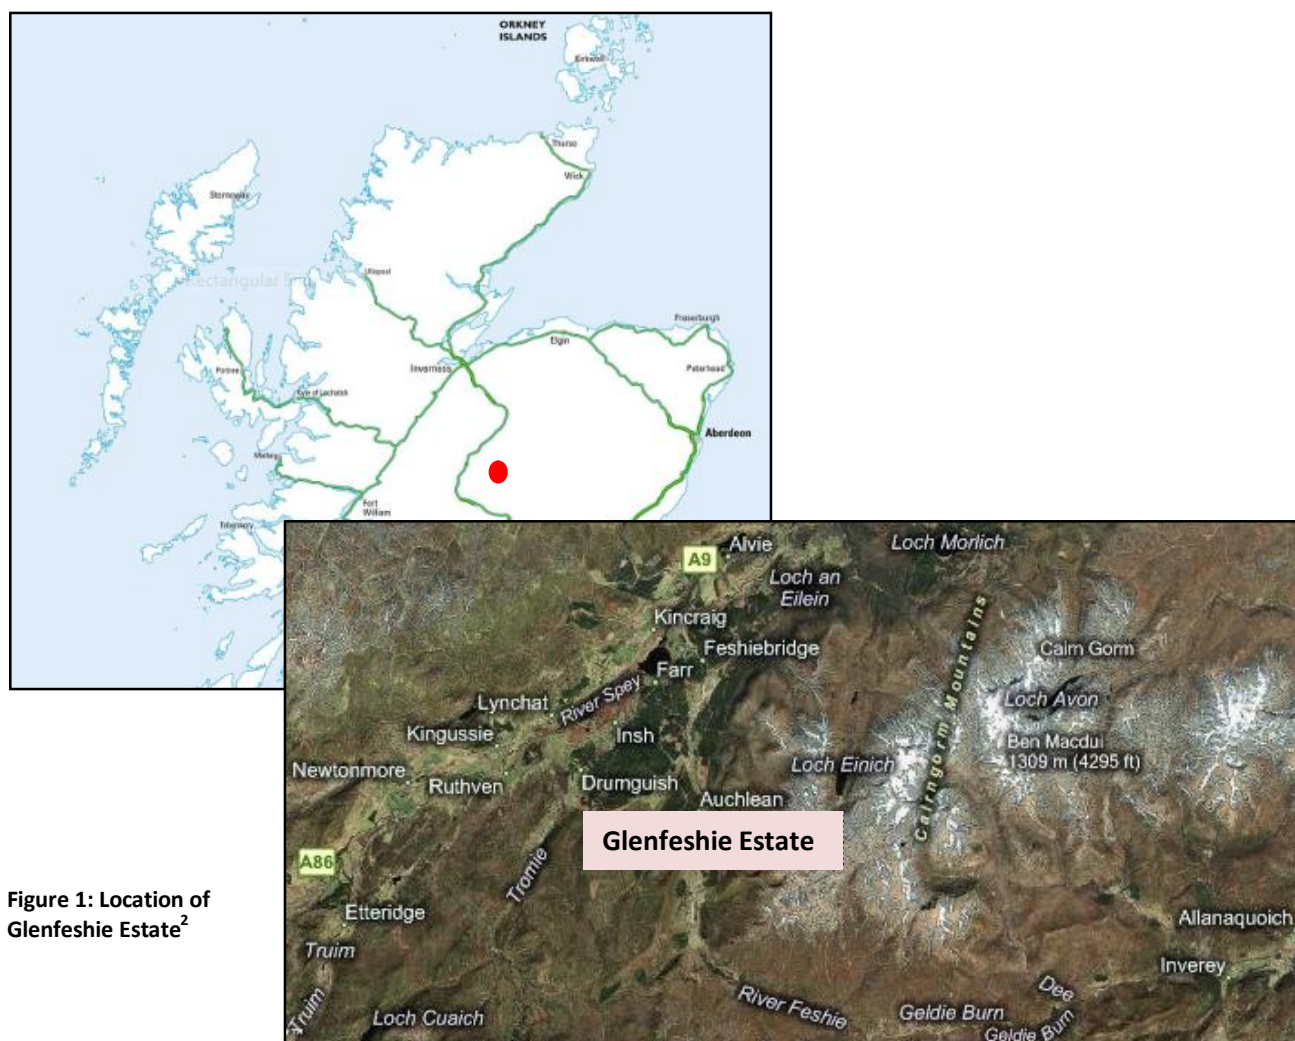 ORKNEY
ISLANDS
Kirkwall
Thurso
Wick
Stornoway
Ullapool
Rectangular Snip
Fraserburgh
Elgin
Peterhead
Inverness
Portree
Kyle of Lochalsh
Aberdeen
Mallaig
Fort
William
Tobermory
A9
Alvie
Loch Morlich
Loch an
Eilein
Kincraig
Feshiebridge
Cairn Gorm
Farr
Lynchat
River Spey
Loch Avon
Kingussie
Insh
Cairngorm Mountains
Ben Macdui
1309 m (4295 ft)
Newtonmore
Loch Einich
Ruthven
Drumguish
Auchlean
Glenfeshie Estate
A86
Tromie
Figure 1: Location of
Glenfeshie Estate2
Etteridge
Allanaquoich
Truim
Inverey
Truim
Loch Cuaich
River Feshie
Dee
Geldie Burn
Geldie Burn